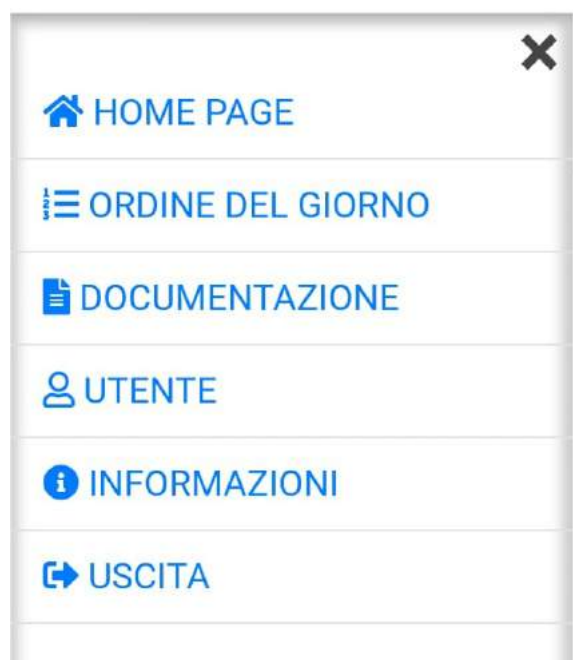 HOME PAGE
ORDINE DEL GIORNO
DOCUMENTAZIONE
UTENTE
INFORMAZIONI
USCITA